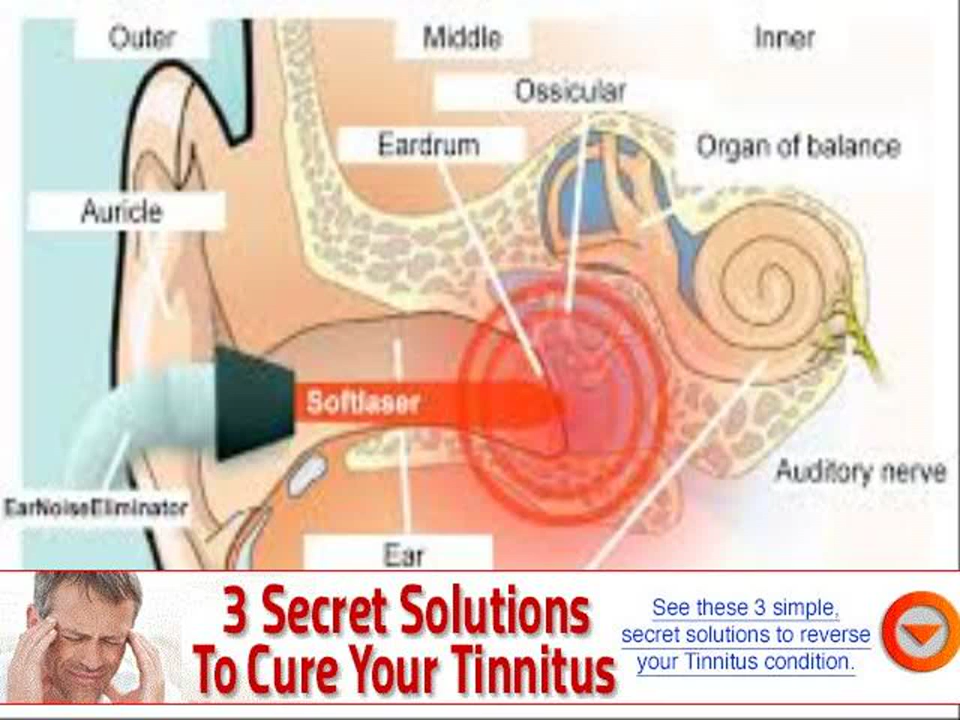 Outer
Middle
Inner
Ossicular
Eardrum
Organ of balance
Auricle
Softlaser
Auditory nerve
EarNoiseEliminator
Ear
3 Secret Solutions
To Cure Your Tinnitus
See these 3 simple,
secret solutions to reverse
your Tinnitus condition.